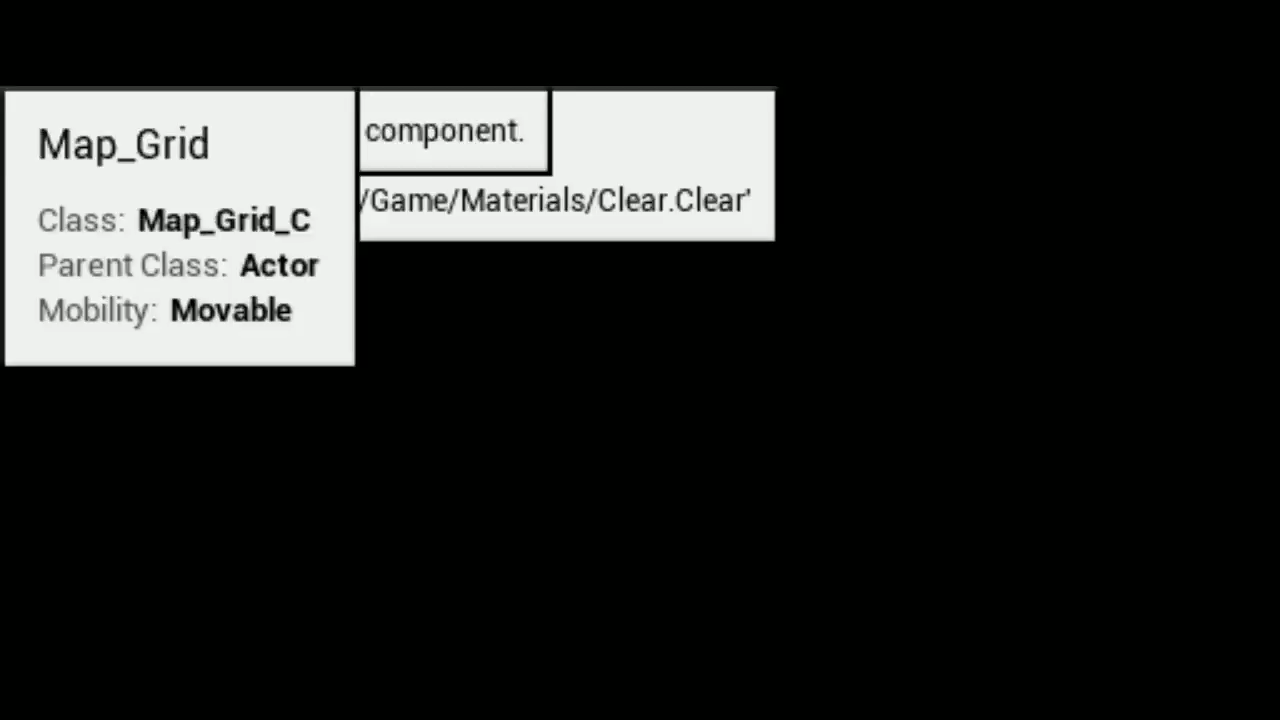 Map_Grid
Class: Map_Grid_C
Parent Class: Actor
Mobility: Movable
component.
/Game/Materials/Clear.Clear'